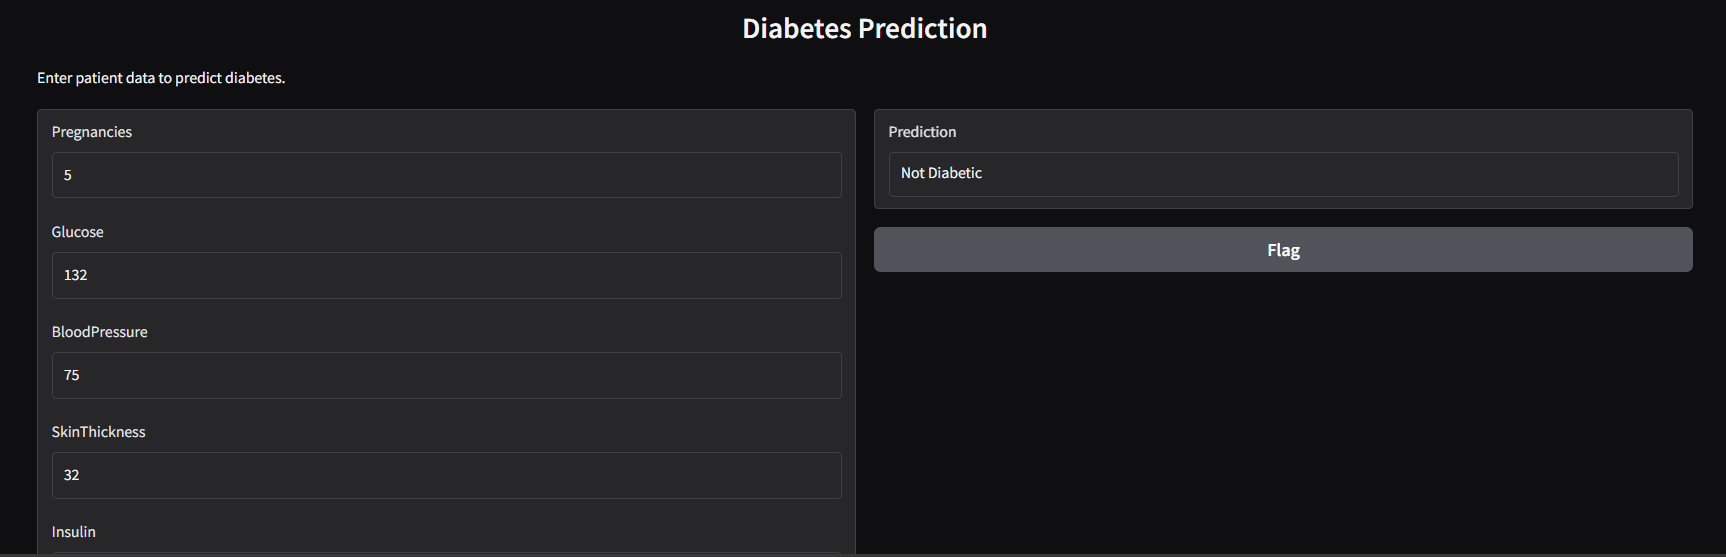 Diabetes Prediction
Enter patient data to predict diabetes.
Pregnancies
5
Glucose
132
BloodPressure
75
SkinThickness
32
Insulin
Prediction
Not Diabetic
Flag